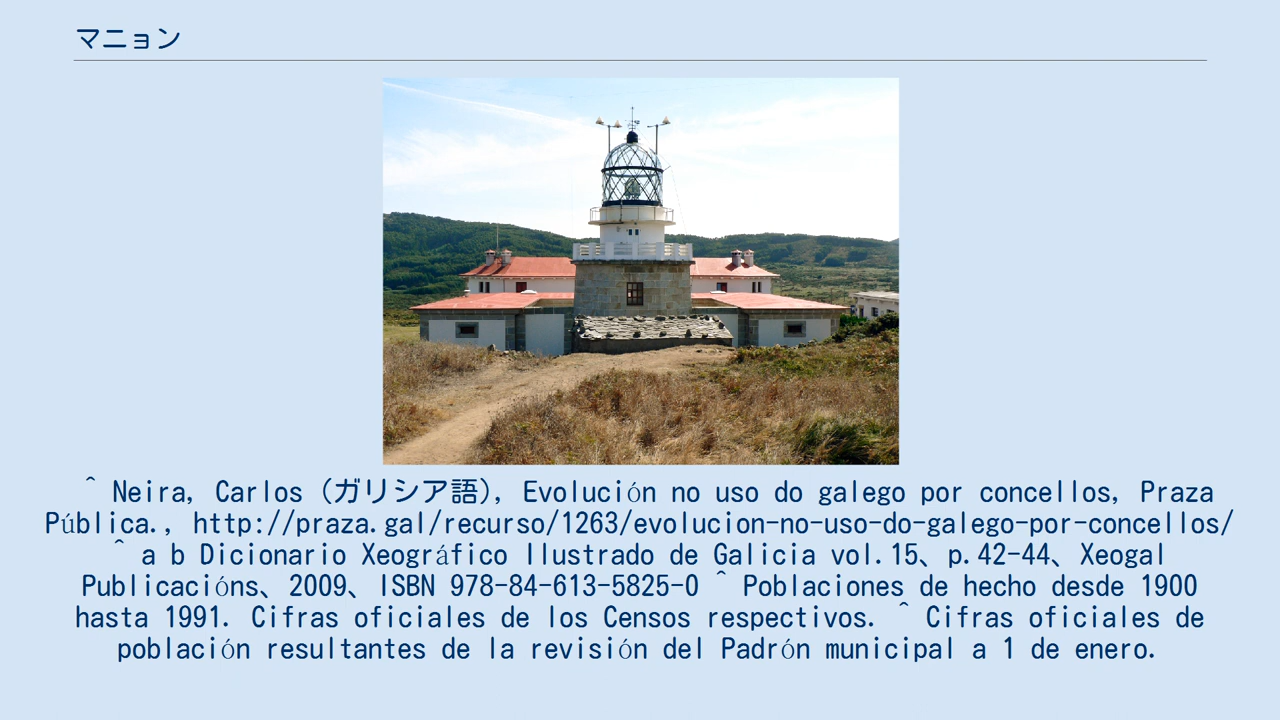 マニョン
^ Neira, Carlos (ガリシア語), Evolución no uso do galego por concellos, Praza
Pública., http://praza.gal/recurso/1263/evolucion-no-uso-do-galego-por-concellos/
^ a b Dicionario Xeográfico Ilustrado de Galicia vol.15、p.42-44、Xeogal
Publicacións、2009、ISBN 978-84-613-5825-0 ^ Poblaciones de hecho desde 1900
hasta 1991. Cifras oficiales de los Censos respectivos. ^ Cifras oficiales de
población resultantes de la revisión del Padrón municipal a 1 de enero.